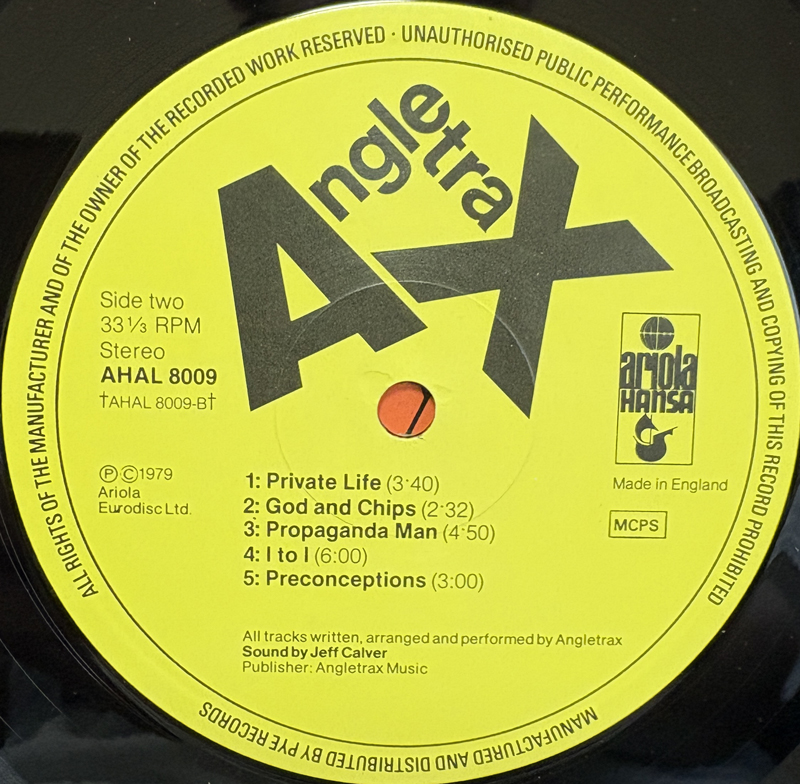 ALL RIGHTS OF THE MANUFACTURER AND OF THE OWNER OF THE RECORDED WORK RESERVED · UNAUTHORISED PUBLIC PERFORMANCE BROADCASTING AND COPYING OF THIS RECORD PROHIBITED
Angletrax
Side two
33⅓ RPM
Stereo
AHAL 8009
†AHAL 8009-B†
ariola
HANSA
Made in England
MCPS
℗©1979
Ariola
Eurodisc Ltd.
1: Private Life (3·40)
2: God and Chips (2·32)
3: Propaganda Man (4·50)
4: I to I (6:00)
5: Preconceptions (3:00)
All tracks written, arranged and performed by Angletrax
Sound by Jeff Calver
Publisher: Angletrax Music
MANUFACTURED AND DISTRIBUTED BY PYE RECORDS